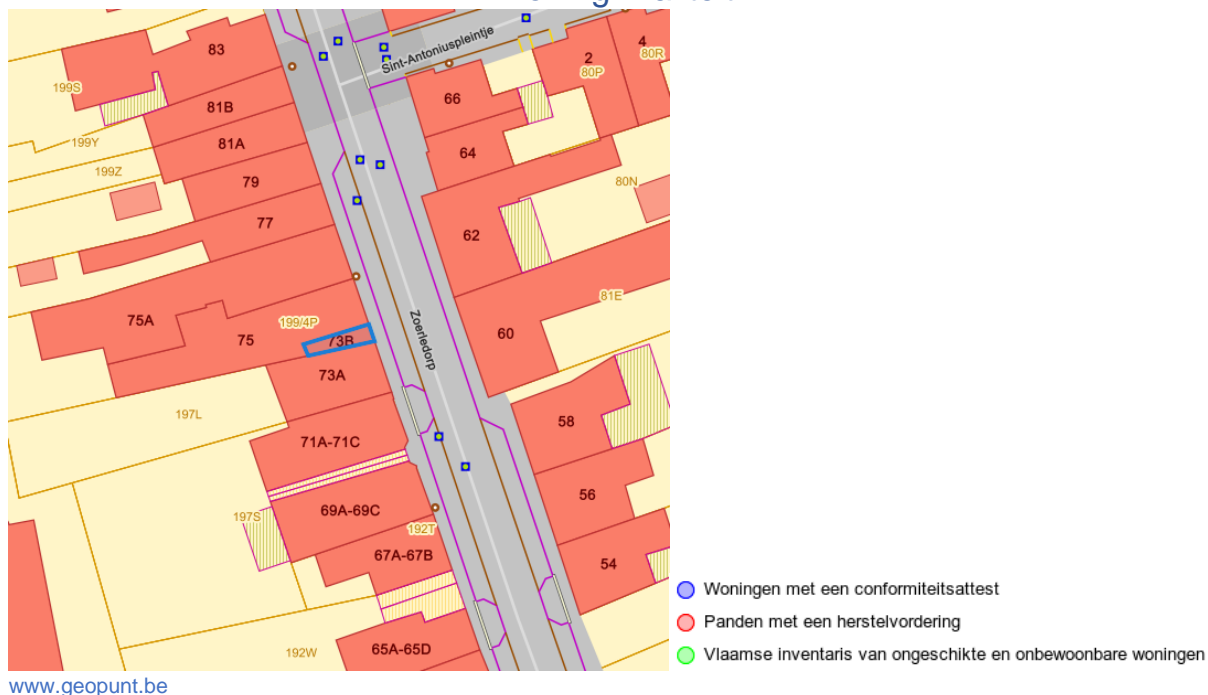 83
Sint-Antoniuspleintje
2
4
80R
80P
199S
81B
66
81A
64
199Y
199Z
79
80N
77
62
81E
75A
199/4P
75
73B
Zoerledorp
60
73A
197L
58
71A-71C
56
69A-69C
197S
192T
67A-67B
54
192W
65A-65D
Woningen met een conformiteitsattest
Panden met een herstelvordering
Vlaamse inventaris van ongeschikte en onbewoonbare woningen
www.geopunt.be